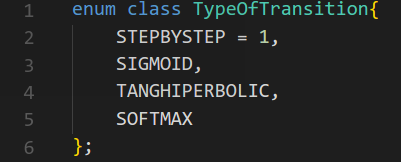 1 enum class TypeOfTransition{
2 STEPBYSTEP = 1,
3 SIGMOID,
4 TANGHIPERBOLIC,
5 SOFTMAX
6 };